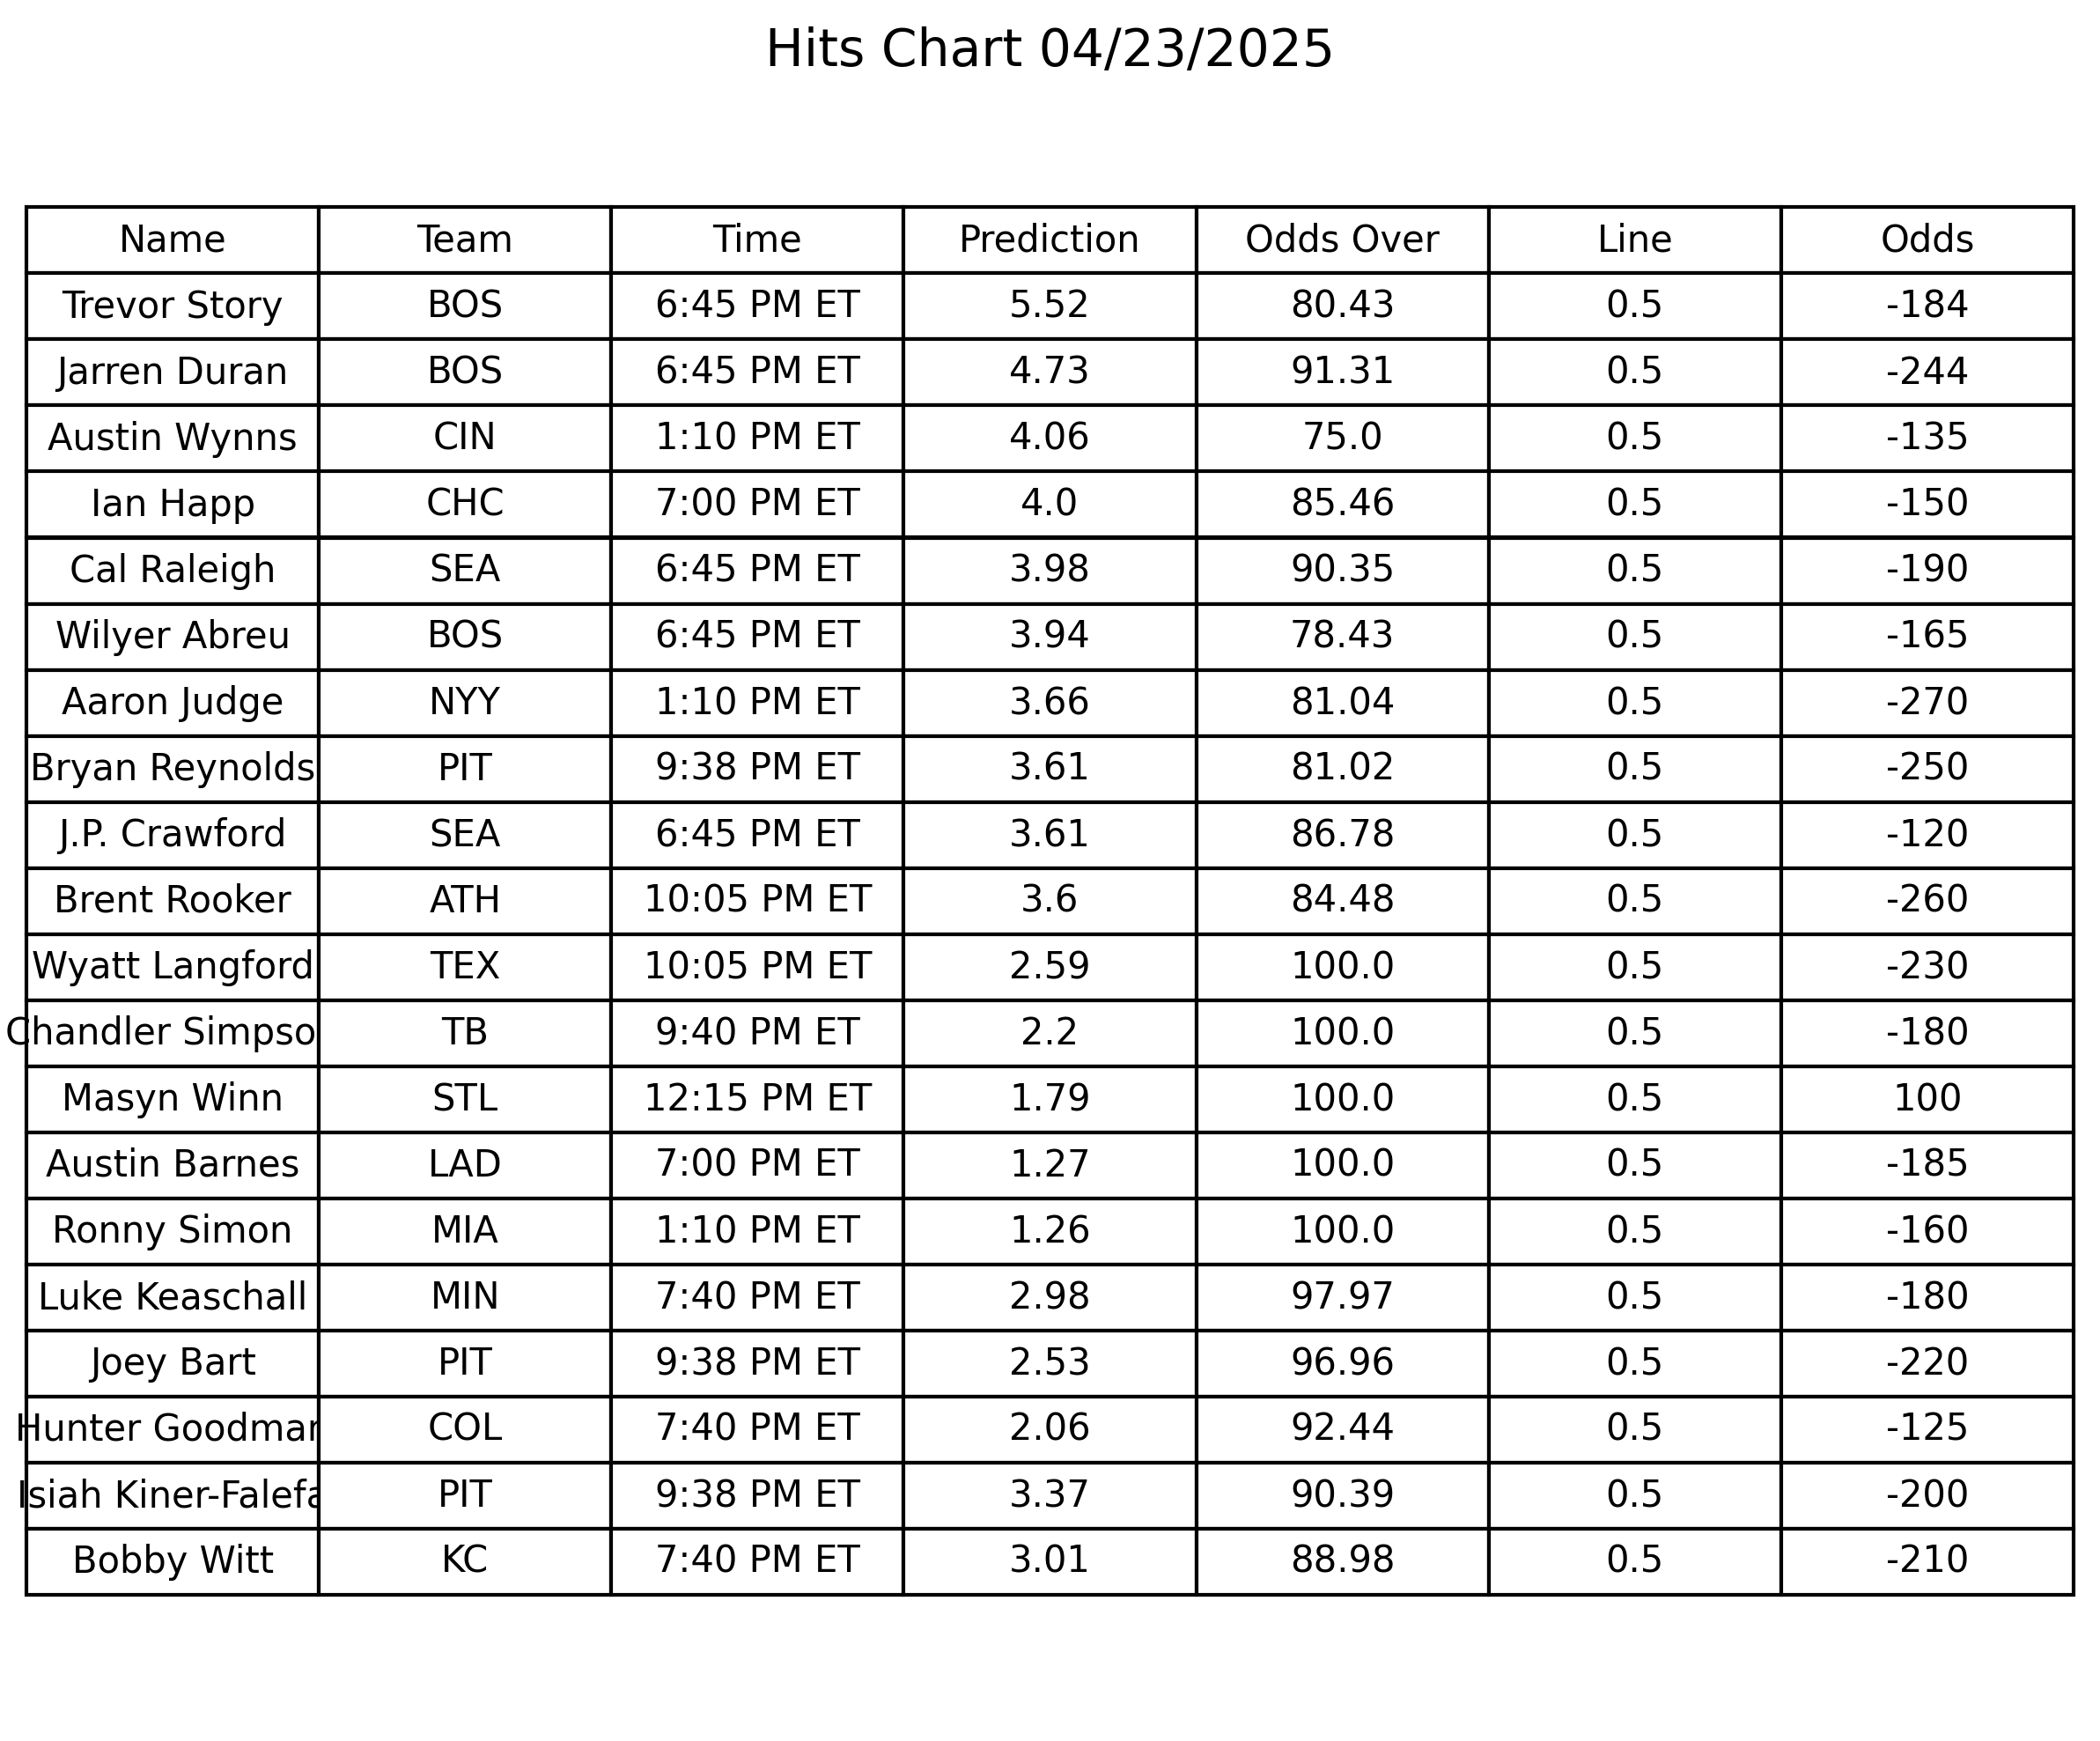 Hits Chart 04/23/2025
Name Team Time Prediction Odds Over Line Odds
Trevor Story BOS 6:45 PM ET 5.52 80.43 0.5 -184
Jarren Duran BOS 6:45 PM ET 4.73 91.31 0.5 -244
Austin Wynns CIN 1:10 PM ET 4.06 75.0 0.5 -135
Ian Happ CHC 7:00 PM ET 4.0 85.46 0.5 -150
Cal Raleigh SEA 6:45 PM ET 3.98 90.35 0.5 -190
Wilyer Abreu BOS 6:45 PM ET 3.94 78.43 0.5 -165
Aaron Judge NYY 1:10 PM ET 3.66 81.04 0.5 -270
Bryan Reynolds PIT 9:38 PM ET 3.61 81.02 0.5 -250
J.P. Crawford SEA 6:45 PM ET 3.61 86.78 0.5 -120
Brent Rooker ATH 10:05 PM ET 3.6 84.48 0.5 -260
Wyatt Langford TEX 10:05 PM ET 2.59 100.0 0.5 -230
Chandler Simpso TB 9:40 PM ET 2.2 100.0 0.5 -180
Masyn Winn STL 12:15 PM ET 1.79 100.0 0.5 100
Austin Barnes LAD 7:00 PM ET 1.27 100.0 0.5 -185
Ronny Simon MIA 1:10 PM ET 1.26 100.0 0.5 -160
Luke Keaschall MIN 7:40 PM ET 2.98 97.97 0.5 -180
Joey Bart PIT 9:38 PM ET 2.53 96.96 0.5 -220
Hunter Goodman COL 7:40 PM ET 2.06 92.44 0.5 -125
Isiah Kiner-Falefa PIT 9:38 PM ET 3.37 90.39 0.5 -200
Bobby Witt KC 7:40 PM ET 3.01 88.98 0.5 -210